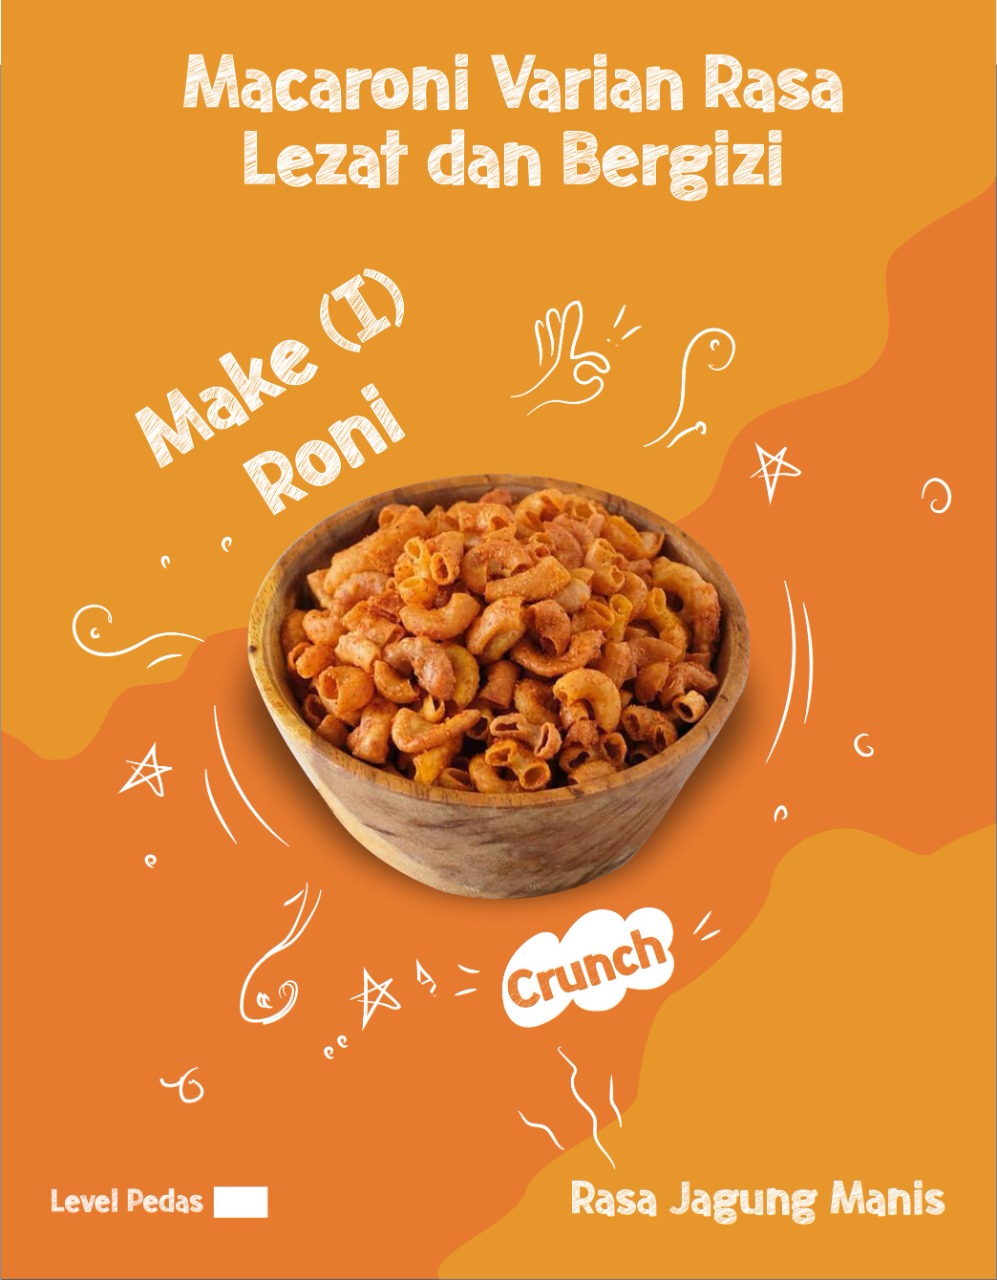 Macaroni Varian Rasa
Lezat dan Bergizi
Make (I)
Roni
Crunch
Level Pedas
Rasa Jagung Manis